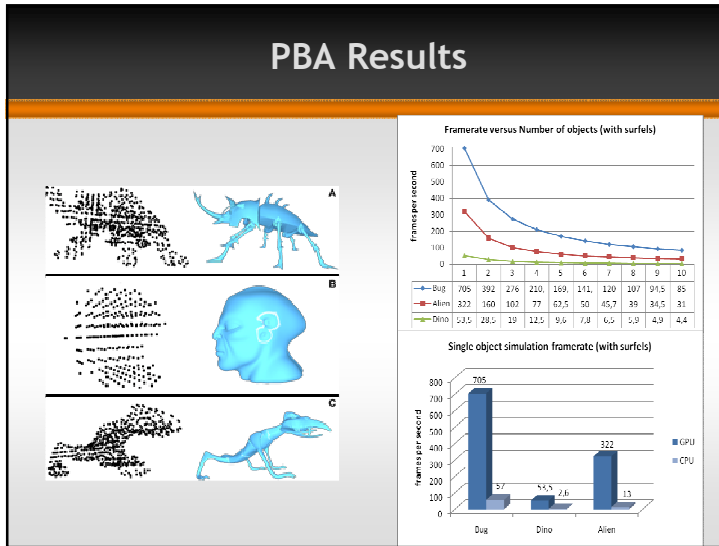 PBA Results
A
B
C
Framerate versus Number of objects (with surfels)
frames per second
700
600
500
400
300
200
100
0
1 2 3 4 5 6 7 8 9 10
Bug 705 392 276 210, 169, 141, 120 107 94,5 85
Alien 322 160 102 77 62,5 50 45,7 39 34,5 31
Dino 53,5 28,5 19 12,5 9,6 7,8 6,5 5,9 4,9 4,4
Single object simulation framerate (with surfels)
frames per second
800
700
600
500
400
300
200
100
0
705
57
53,5
2,6
322
13
Bug Dino Alien
GPU
CPU